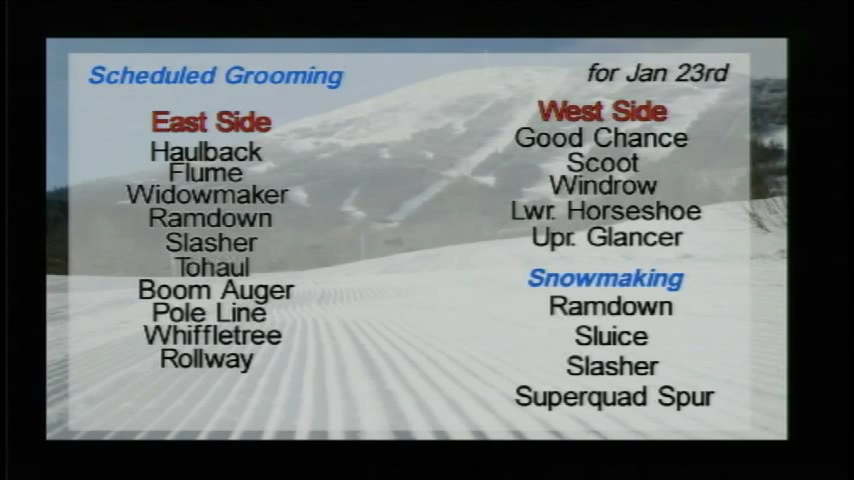 Scheduled Grooming
for Jan 23rd
East Side
Haulback
Flume
Widowmaker
Ramdown
Slasher
Tohaul
Boom Auger
Pole Line
Whiffletree
Rollway
West Side
Good Chance
Scoot
Windrow
Lwr. Horseshoe
Upr. Glancer
Snowmaking
Ramdown
Sluice
Slasher
Superquad Spur